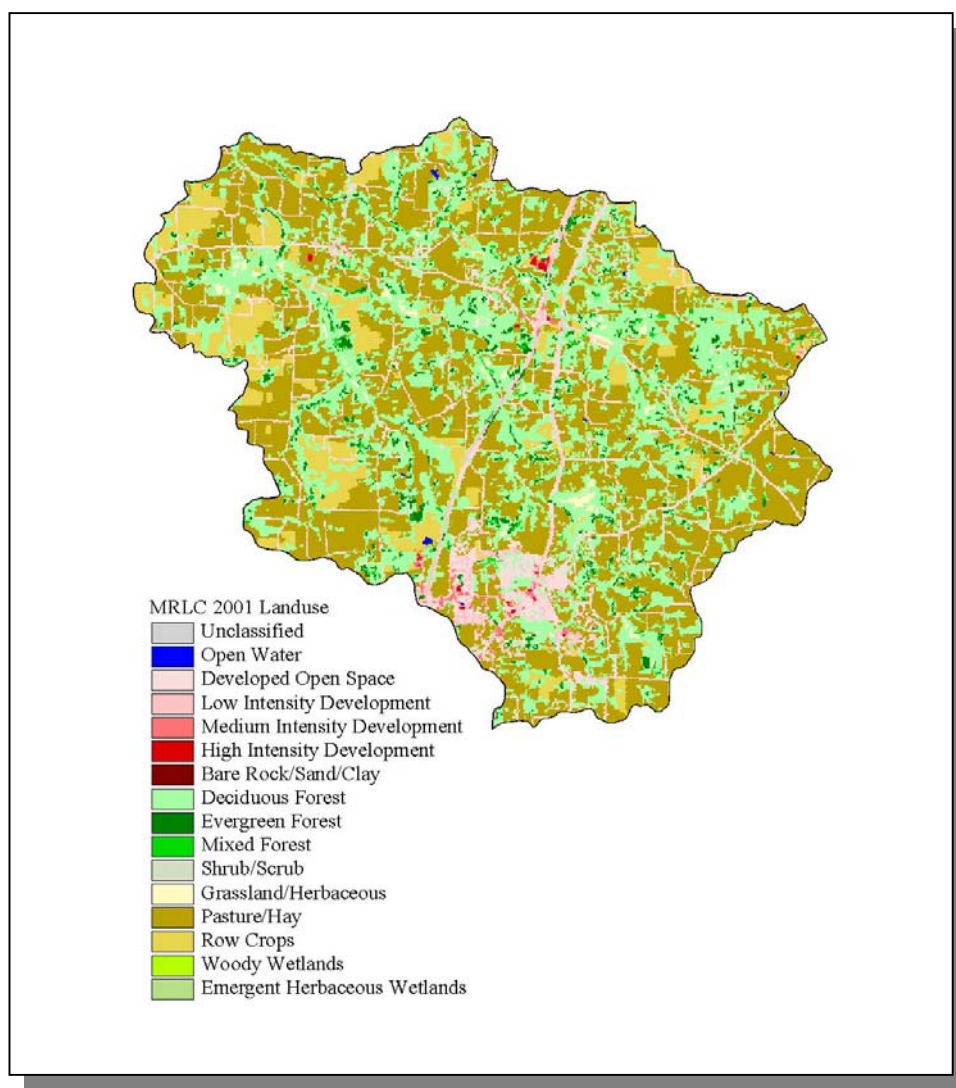 MRLC 2001 Landuse
Unclassified
Open Water
Developed Open Space
Low Intensity Development
Medium Intensity Development
High Intensity Development
Bare Rock/Sand/Clay
Deciduous Forest
Evergreen Forest
Mixed Forest
Shrub/Scrub
Grassland/Herbaceous
Pasture/Hay
Row Crops
Woody Wetlands
Emergent Herbaceous Wetlands